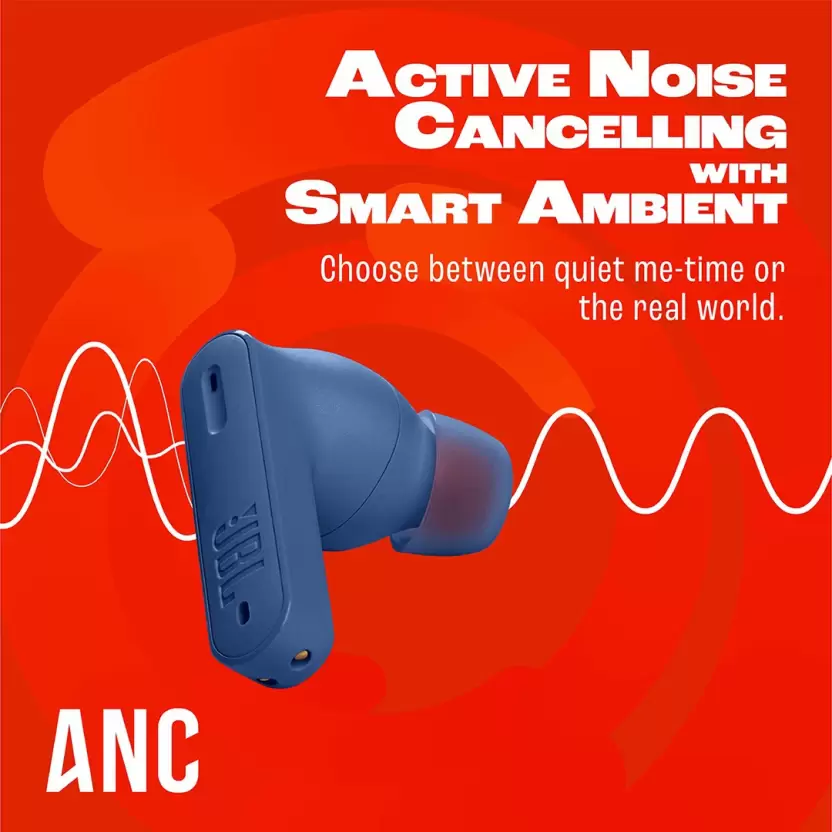 Active Noise
Cancelling
with
Smart Ambient
Choose between quiet me-time or
the real world.
JBL
ANC